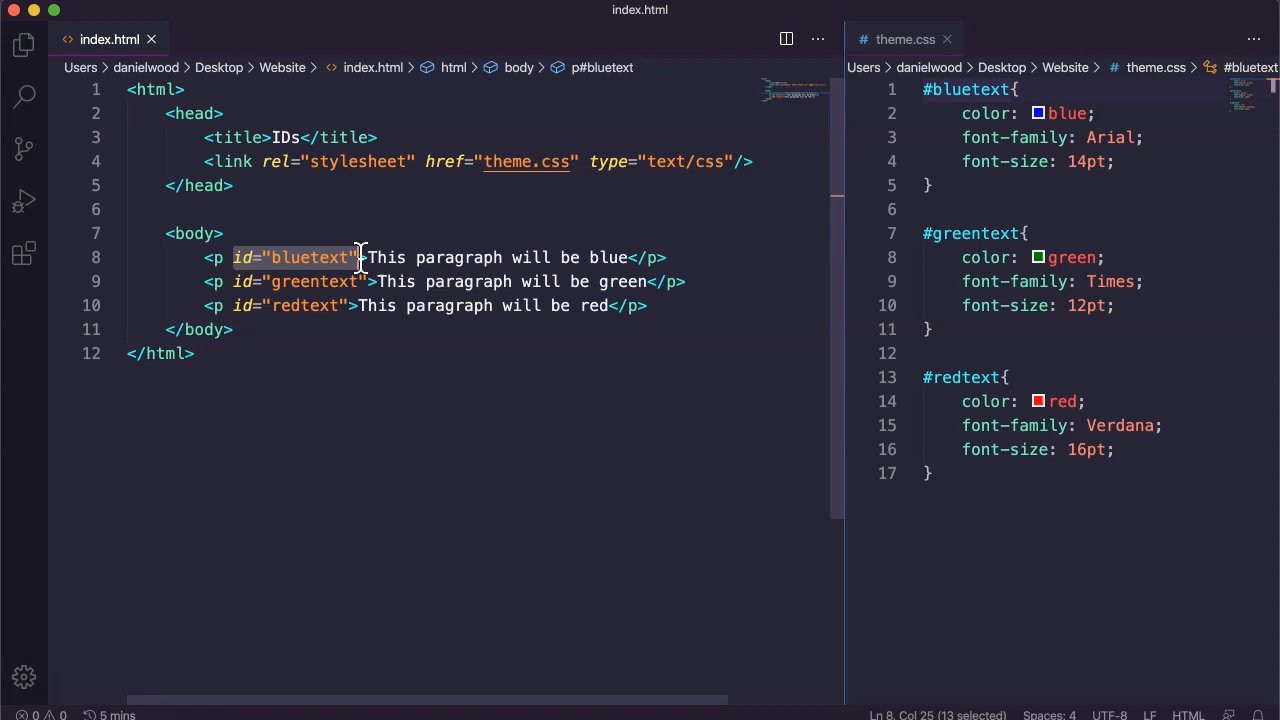 index.html
index.html
Users > danielwood > Desktop > Website > index.html > html > body > p#bluetext
1 <html>
2 <head>
3 <title>IDs</title>
4 <link rel="stylesheet" href="theme.css" type="text/css"/>
5 </head>
6
7 <body>
8 <p id="bluetext">This paragraph will be blue</p>
9 <p id="greentext">This paragraph will be green</p>
10 <p id="redtext">This paragraph will be red</p>
11 </body>
12 </html>
# theme.css
Users > danielwood > Desktop > Website > # theme.css > #bluetext
1 #bluetext{
2 color: blue;
3 font-family: Arial;
4 font-size: 14pt;
5 }
6
7 #greentext{
8 color: green;
9 font-family: Times;
10 font-size: 12pt;
11 }
12
13 #redtext{
14 color: red;
15 font-family: Verdana;
16 font-size: 16pt;
17 }
0 0 5 mins
Ln 8, Col 25 (13 selected) Spaces: 4 UTF-8 LF HTML